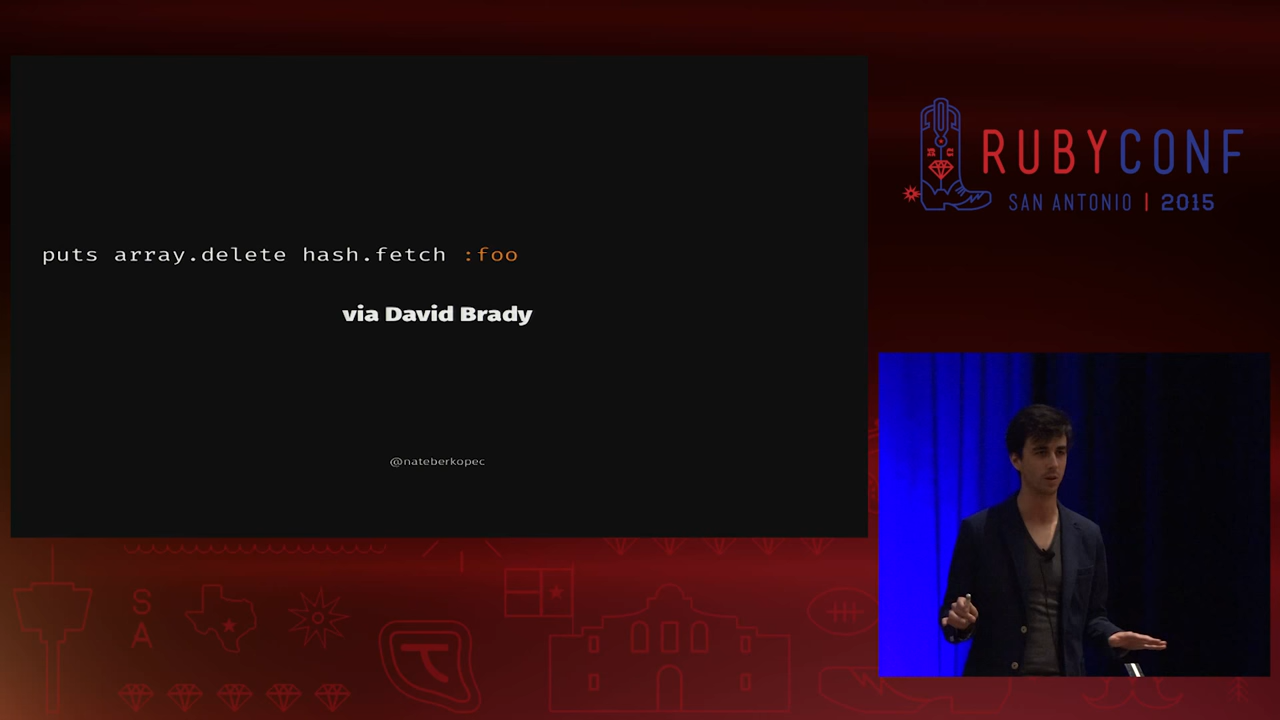 puts array.delete hash.fetch :foo
via David Brady
@nateberkopec
RUBYCONF
SAN ANTONIO | 2015
S
A